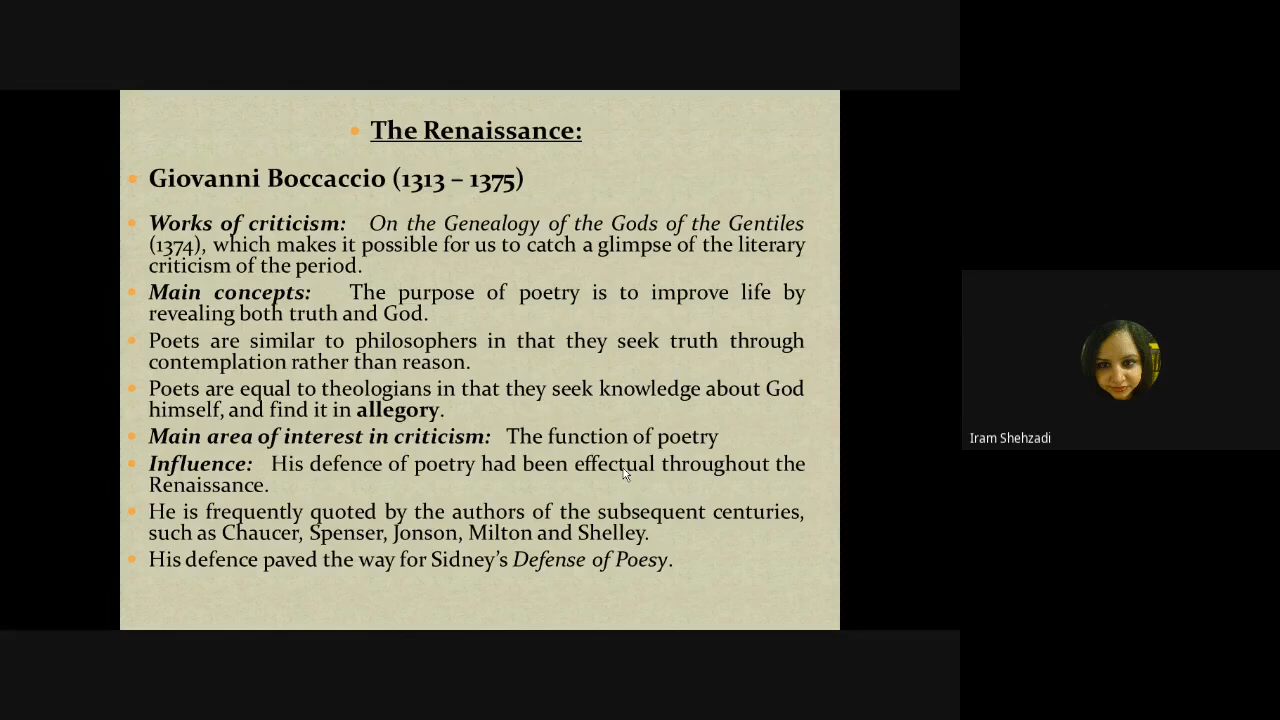 The Renaissance:
Giovanni Boccaccio (1313 – 1375)
Works of criticism: On the Genealogy of the Gods of the Gentiles
(1374), which makes it possible for us to catch a glimpse of the literary
criticism of the period.
Main concepts: The purpose of poetry is to improve life by
revealing both truth and God.
Poets are similar to philosophers in that they seek truth through
contemplation rather than reason.
Poets are equal to theologians in that they seek knowledge about God
himself, and find it in allegory.
Main area of interest in criticism: The function of poetry
Influence: His defence of poetry had been effectual throughout the
Renaissance.
He is frequently quoted by the authors of the subsequent centuries,
such as Chaucer, Spenser, Jonson, Milton and Shelley.
His defence paved the way for Sidney's Defense of Poesy.
Iram Shehzadi